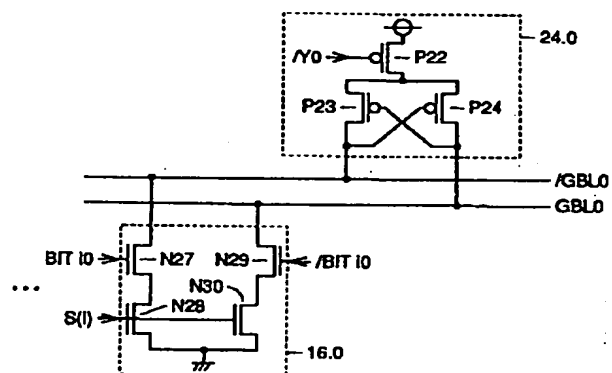 24.0
/Y0
P22
P23
P24
/GBL0
GBL0
BIT i0
N27
N29
/BIT i0
N30
N28
S(i)
...
16.0